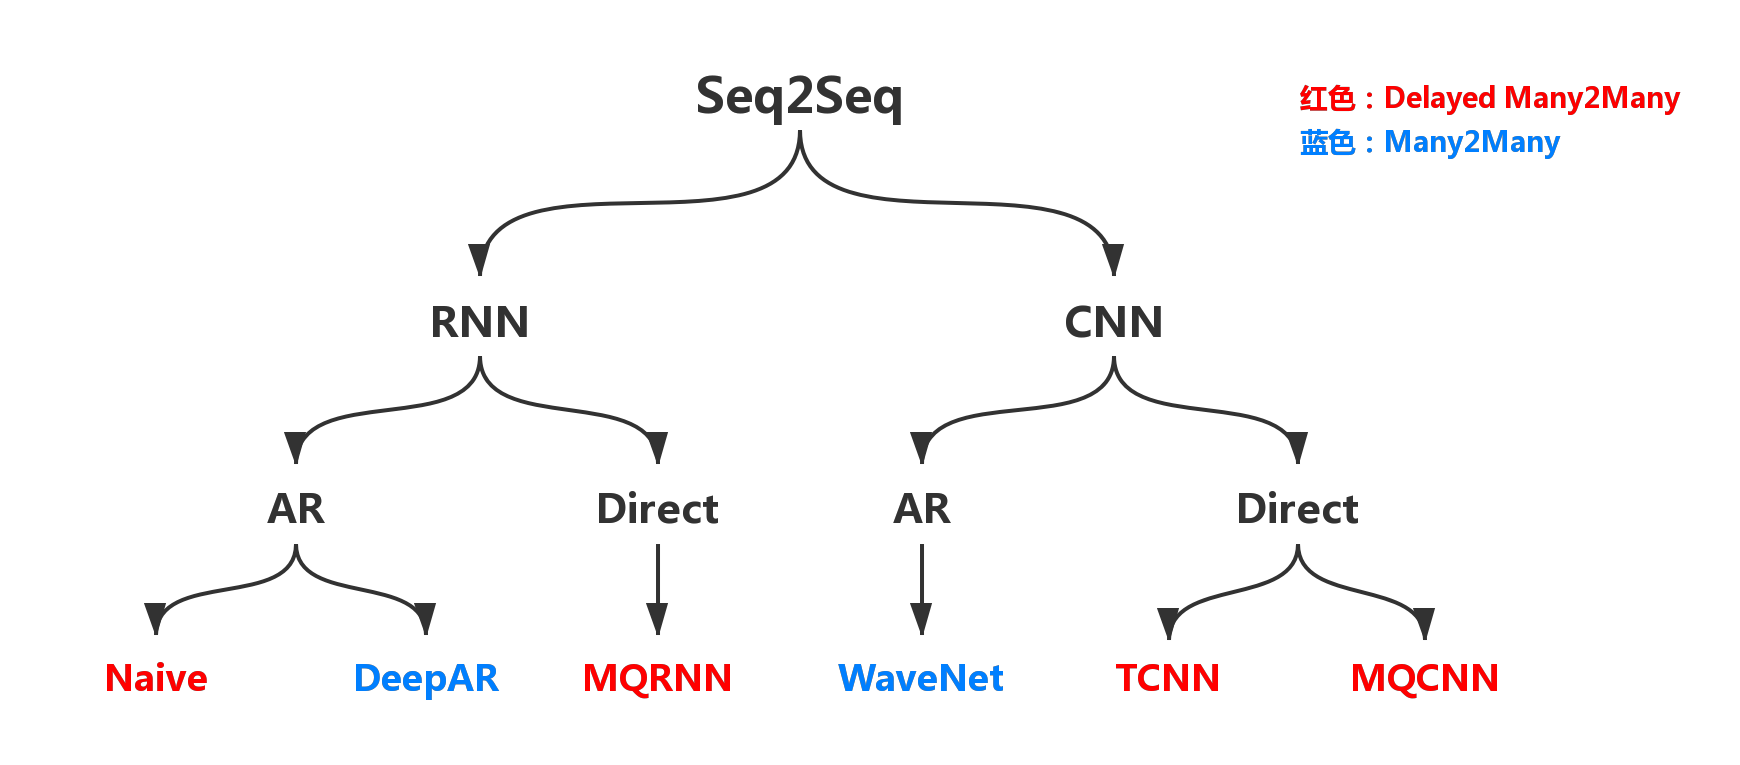 Seq2Seq
红色：Delayed Many2Many
蓝色：Many2Many
RNN
CNN
AR
Direct
AR
Direct
Naive
DeepAR
MQRNN
WaveNet
TCNN
MQCNN